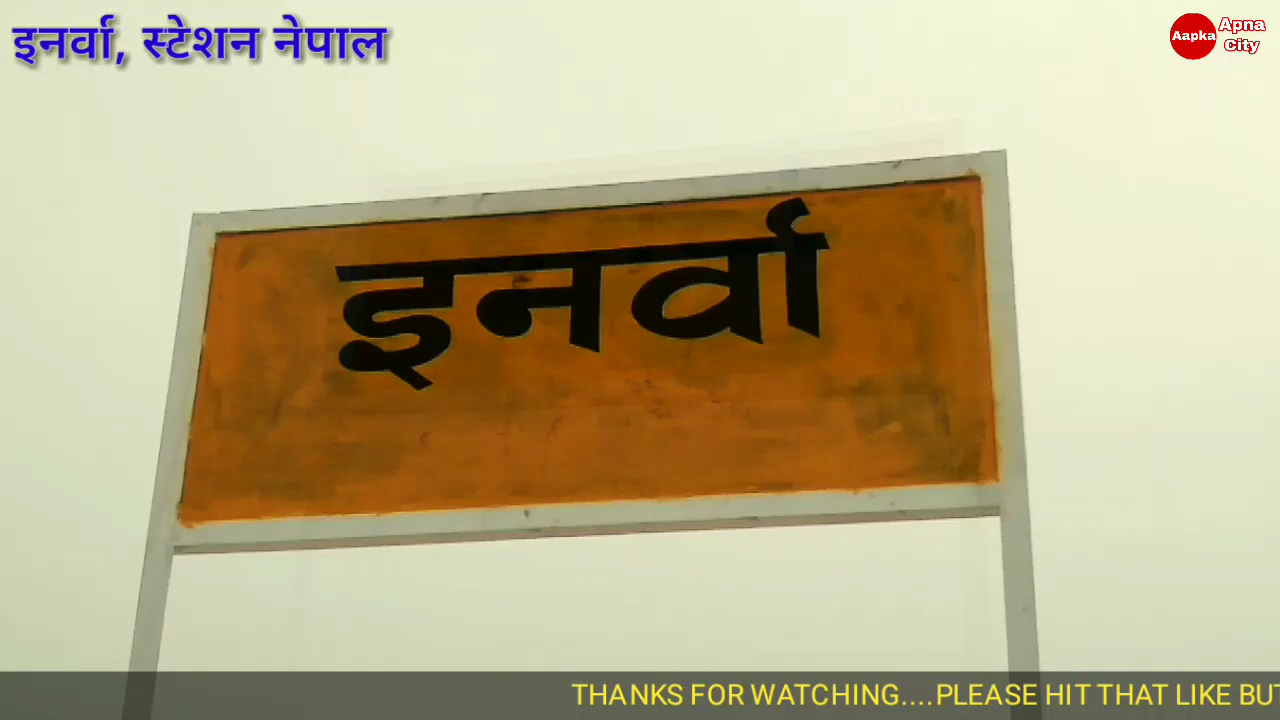 इनर्वा, स्टेशन नेपाल
Aapka Apna City
इनर्वा
THANKS FOR WATCHING....PLEASE HIT THAT LIKE BUT